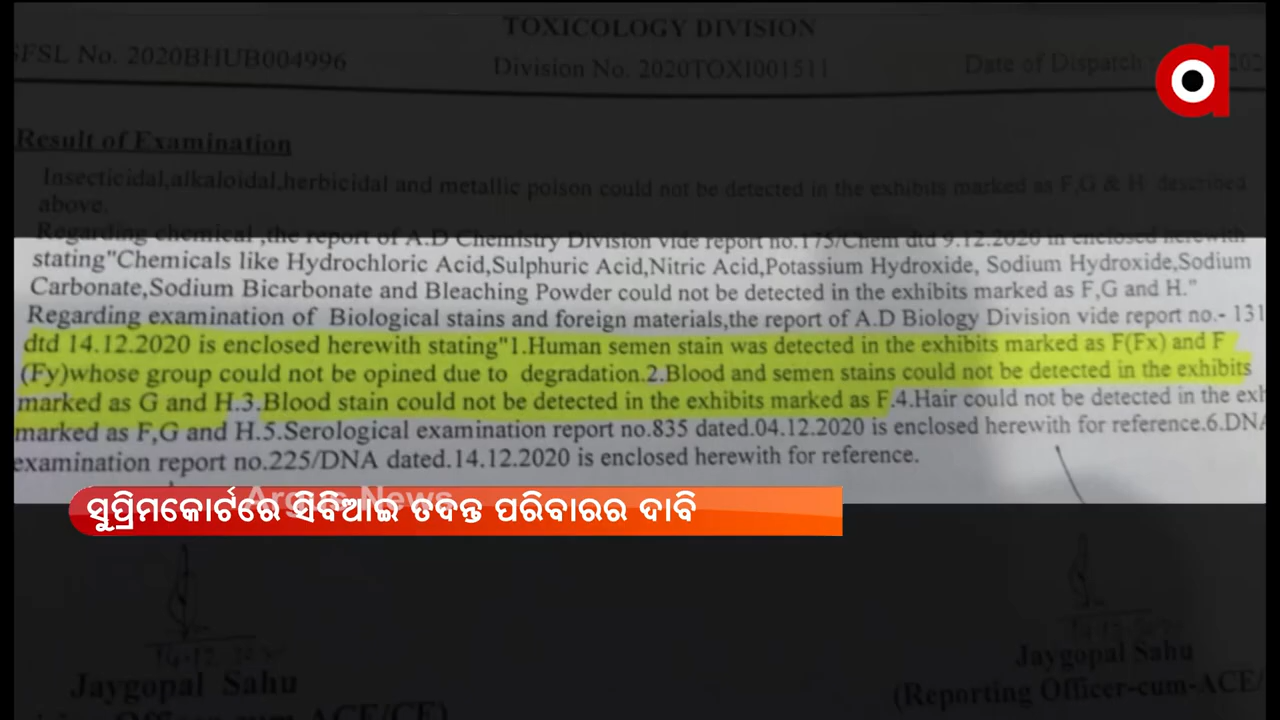 TOXICOLOGY DIVISION
SFSL No. 2020BHUB004996 Division No. 2020TOXI001511 Date of Dispatch
Result of Examination
Insecticidal,alkaloidal,herbicidal and metallic poison could not be detected in the exhibits marked as F,G & H described
above.
Regarding chemical ,the report of A.D Chemistry Division vide report no.175/Chem dtd 9.12.2020 in enclosed herewith
stating"Chemicals like Hydrochloric Acid,Sulphuric Acid,Nitric Acid,Potassium Hydroxide, Sodium Hydroxide,Sodium
Carbonate,Sodium Bicarbonate and Bleaching Powder could not be detected in the exhibits marked as F,G and H."
Regarding examination of Biological stains and foreign materials,the report of A.D Biology Division vide report no.- 131
dtd 14.12.2020 is enclosed herewith stating"1.Human semen stain was detected in the exhibits marked as F(Fx) and F
(Fy)whose group could not be opined due to degradation.2.Blood and semen stains could not be detected in the exhibits
marked as G and H.3.Blood stain could not be detected in the exhibits marked as F.4.Hair could not be detected in the exh
marked as F,G and H.5.Serological examination report no.835 dated.04.12.2020 is enclosed herewith for reference.6.DNA
examination report no.225/DNA dated.14.12.2020 is enclosed herewith for reference.
Argus News
ସୁପ୍ରିମକୋର୍ଟରେ ସିବିଆଇ ତଦନ୍ତ ପରିବାରର ଦାବି
Jaygopal Sahu
Jaygopal Sahu
(Reporting Officer-cum-ACE/